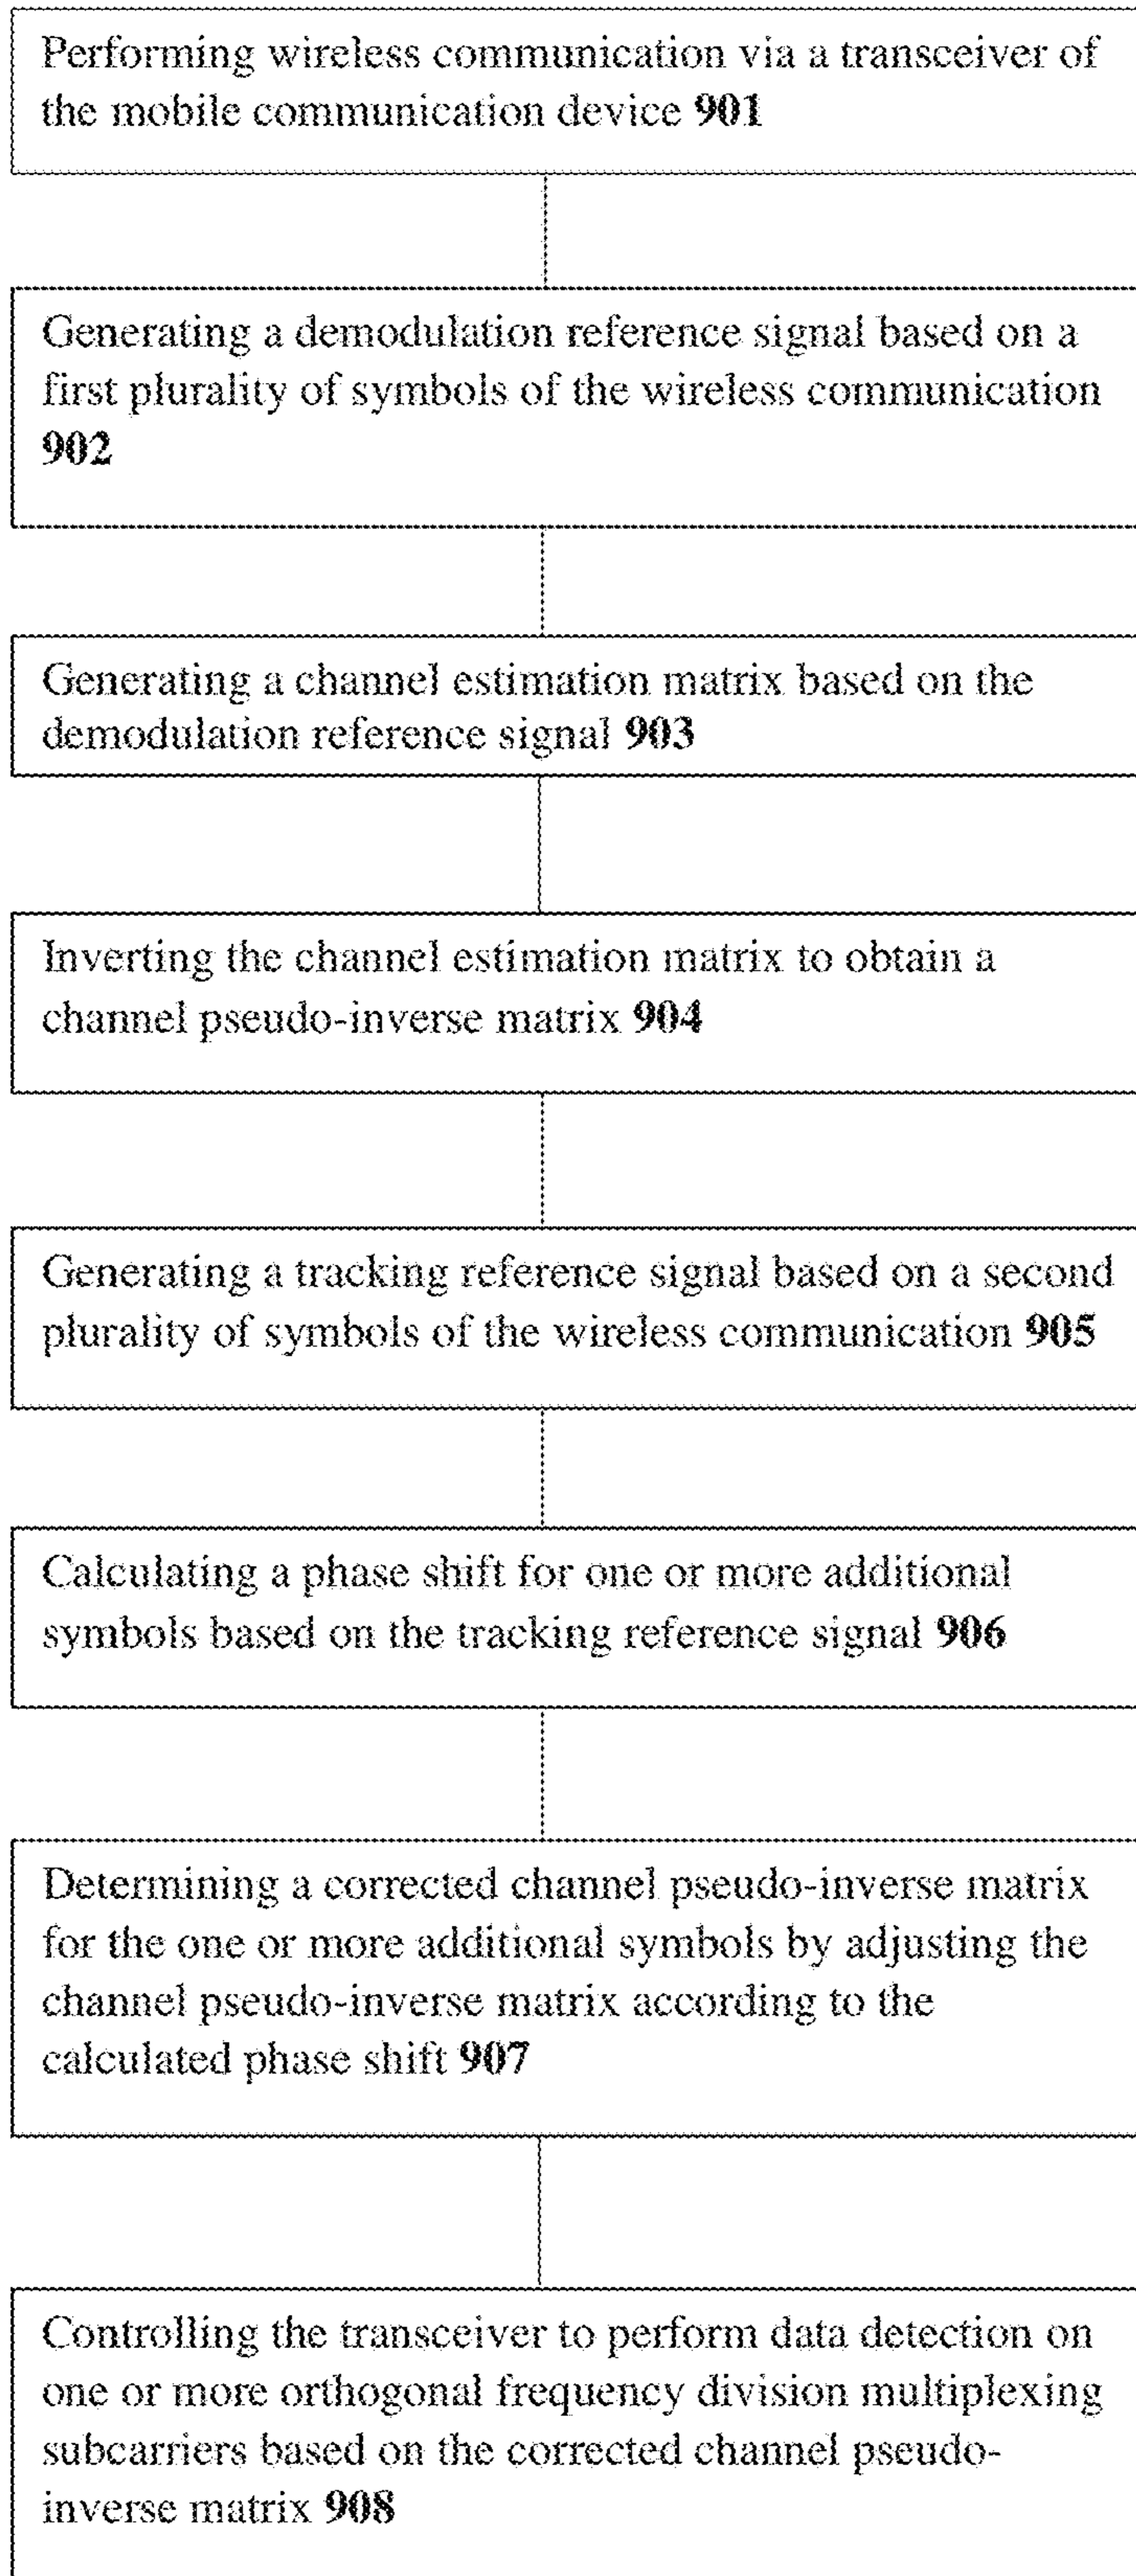 Performing wireless communication via a transceiver of
the mobile communication device 901
Generating a demodulation reference signal based on a
first plurality of symbols of the wireless communication
902
Generating a channel estimation matrix based on the
demodulation reference signal 903
Inverting the channel estimation matrix to obtain a
channel pseudo-inverse matrix 904
Generating a tracking reference signal based on a second
plurality of symbols of the wireless communication 905
Calculating a phase shift for one or more additional
symbols based on the tracking reference signal 906
Determining a corrected channel pseudo-inverse matrix
for the one or more additional symbols by adjusting the
channel pseudo-inverse matrix according to the
calculated phase shift 907
Controlling the transceiver to perform data detection on
one or more orthogonal frequency division multiplexing
subcarriers based on the corrected channel pseudo-
inverse matrix 908